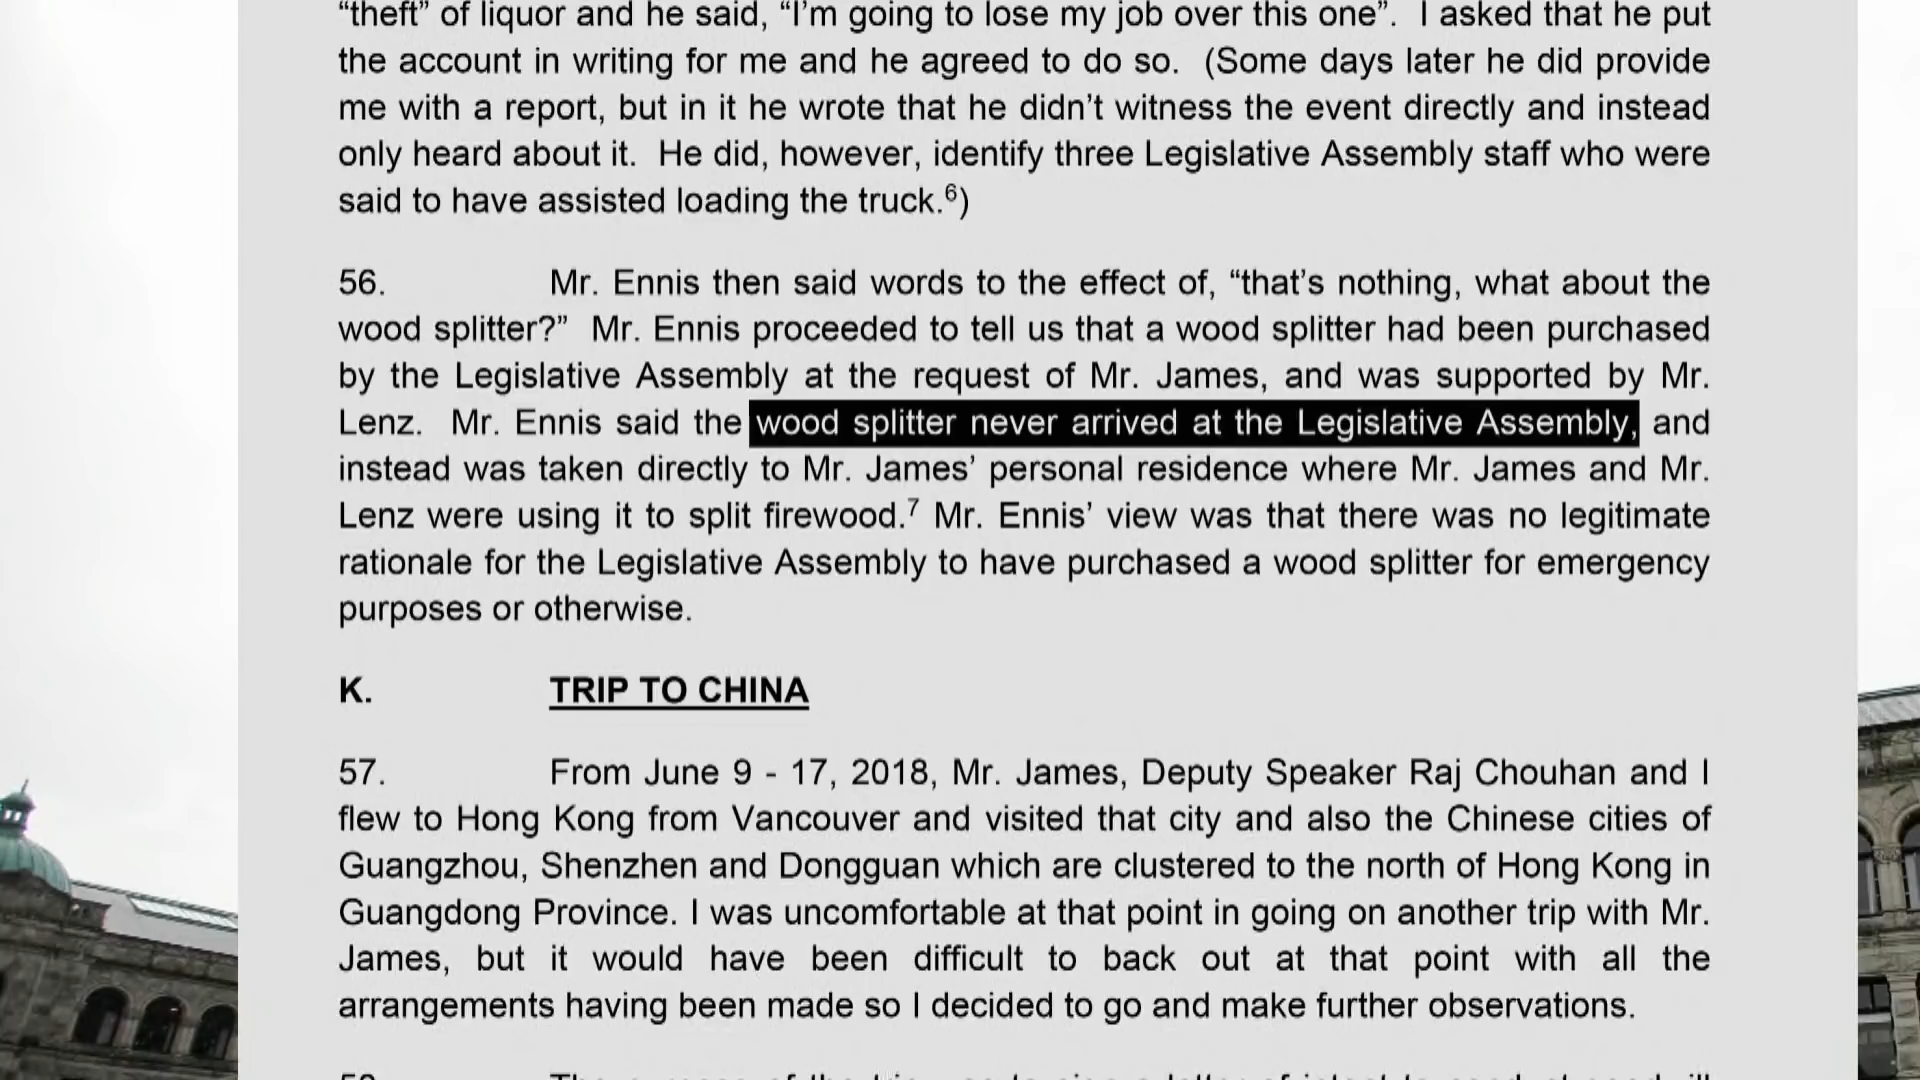 “theft” of liquor and he said, “I’m going to lose my job over this one”.  I asked that he put
the account in writing for me and he agreed to do so.  (Some days later he did provide
me with a report, but in it he wrote that he didn’t witness the event directly and instead
only heard about it.  He did, however, identify three Legislative Assembly staff who were
said to have assisted loading the truck.⁶)
56. Mr. Ennis then said words to the effect of, “that’s nothing, what about the
wood splitter?”  Mr. Ennis proceeded to tell us that a wood splitter had been purchased
by the Legislative Assembly at the request of Mr. James, and was supported by Mr.
Lenz.  Mr. Ennis said the wood splitter never arrived at the Legislative Assembly, and
instead was taken directly to Mr. James’ personal residence where Mr. James and Mr.
Lenz were using it to split firewood.⁷ Mr. Ennis’ view was that there was no legitimate
rationale for the Legislative Assembly to have purchased a wood splitter for emergency
purposes or otherwise.
K. TRIP TO CHINA
57. From June 9 - 17, 2018, Mr. James, Deputy Speaker Raj Chouhan and I
flew to Hong Kong from Vancouver and visited that city and also the Chinese cities of
Guangzhou, Shenzhen and Dongguan which are clustered to the north of Hong Kong in
Guangdong Province. I was uncomfortable at that point in going on another trip with Mr.
James, but it would have been difficult to back out at that point with all the
arrangements having been made so I decided to go and make further observations.